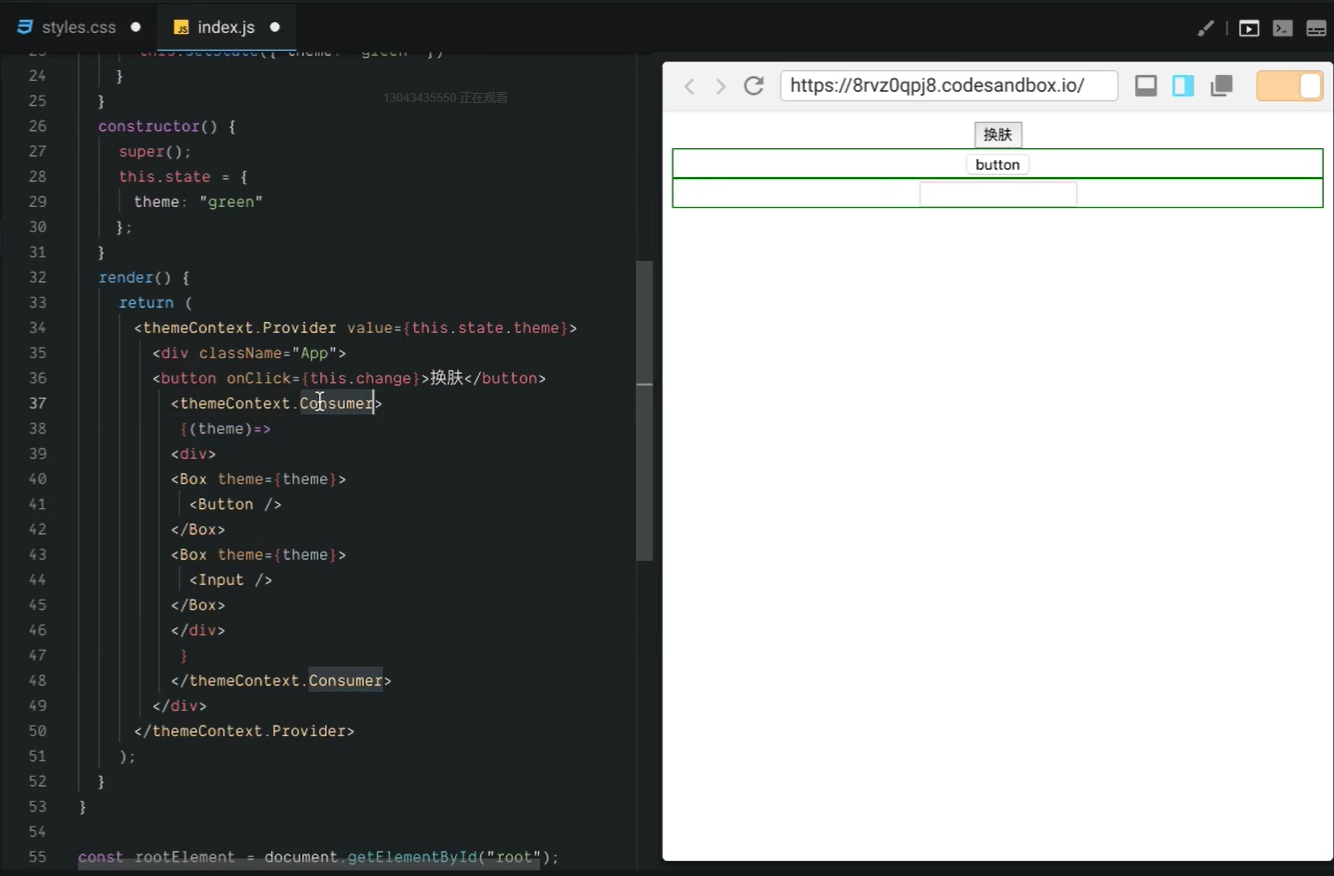 styles.css
index.js
23 this.setState({ theme: "green" })
24 }
25 }
13043435550 正在观看
26 constructor() {
27 super();
28 this.state = {
29 theme: "green"
30 };
31 }
32 render() {
33 return (
34 <themeContext.Provider value={this.state.theme}>
35 <div className="App">
36 <button onClick={this.change}>换肤</button>
37 <themeContext.Consumer>
38 {(theme)=>
39 <div>
40 <Box theme={theme}>
41 <Button />
42 </Box>
43 <Box theme={theme}>
44 <Input />
45 </Box>
46 </div>
47 }
48 </themeContext.Consumer>
49 </div>
50 </themeContext.Provider>
51 );
52 }
53 }
54
55 const rootElement = document.getElementById("root");
https://8rvz0qpj8.codesandbox.io/
换肤
button